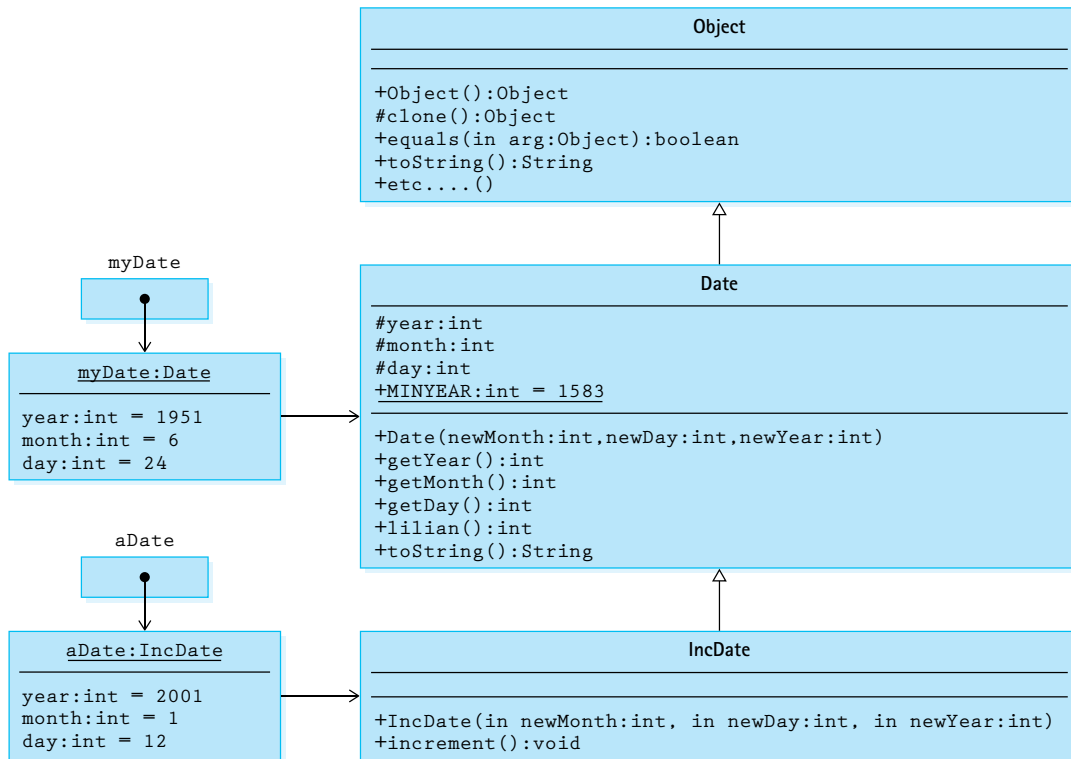 Object
+Object():Object
#clone():Object
+equals(in arg:Object):boolean
+toString():String
+etc....()
myDate
myDate:Date
year:int = 1951
month:int = 6
day:int = 24
Date
#year:int
#month:int
#day:int
+MINYEAR:int = 1583
+Date(newMonth:int,newDay:int,newYear:int)
+getYear():int
+getMonth():int
+getDay():int
+lilian():int
+toString():String
aDate
aDate:IncDate
year:int = 2001
month:int = 1
day:int = 12
IncDate
+IncDate(in newMonth:int, in newDay:int, in newYear:int)
+increment():void